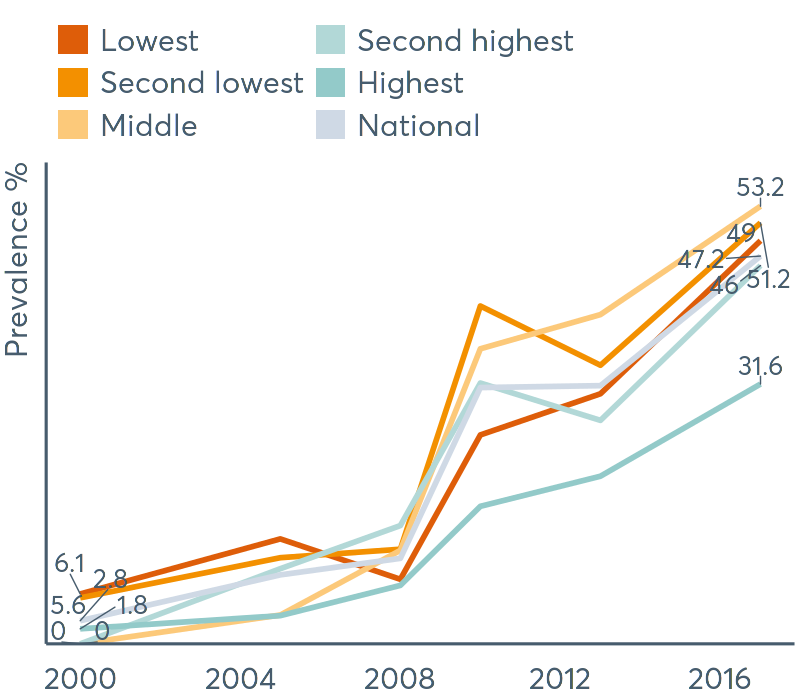 Lowest
Second lowest
Middle
Second highest
Highest
National
Prevalence %
53.2
49
47.2
46
51.2
31.6
6.1
2.8
5.6
1.8
0
0
2000 2004 2008 2012 2016